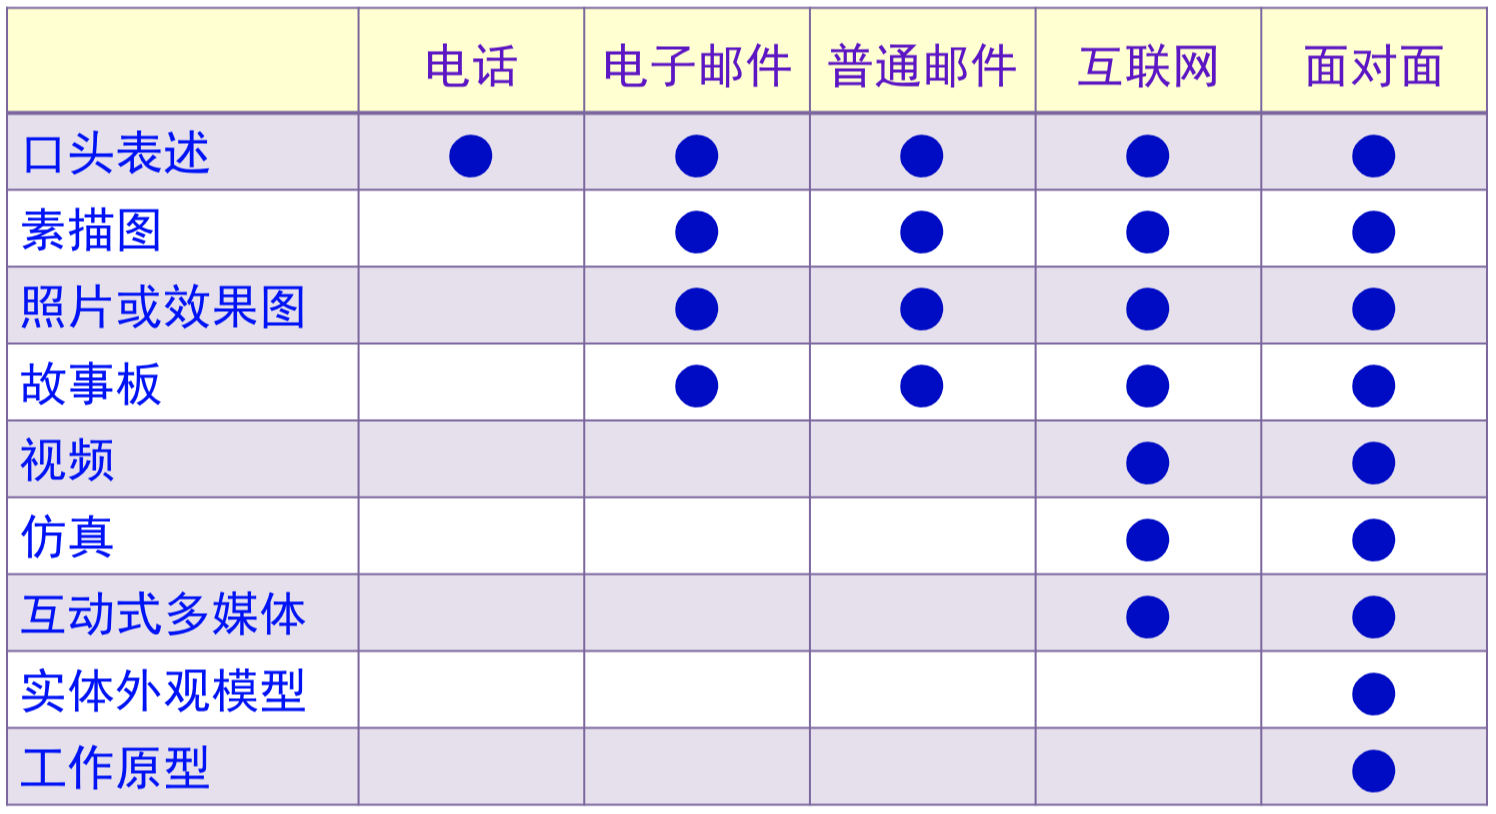 电话 电子邮件 普通邮件 互联网 面对面
口头表述 ● ● ● ● ●
素描图 ● ● ● ●
照片或效果图 ● ● ● ●
故事板 ● ● ● ●
视频 ● ●
仿真 ● ●
互动式多媒体 ● ●
实体外观模型 ●
工作原型 ●